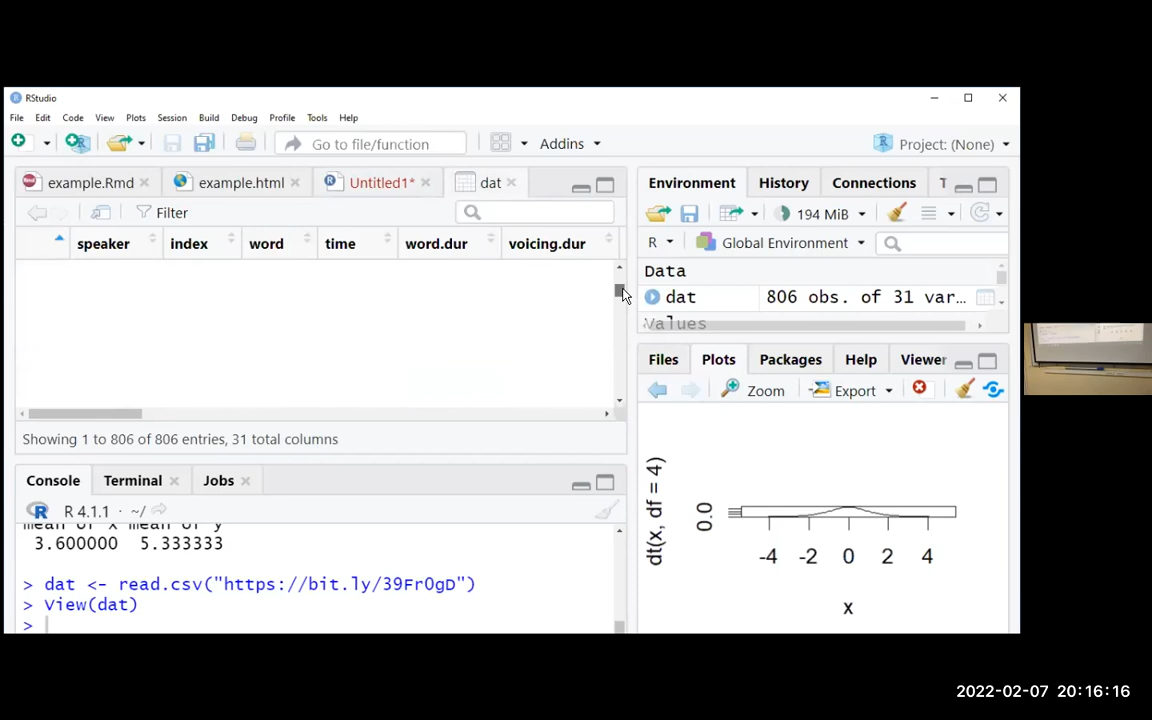 RStudio
File Edit Code View Plots Session Build Debug Profile Tools Help
Go to file/function Addins Project: (None)
example.Rmd example.html Untitled1* dat
Filter
speaker index word time word.dur voicing.dur
Showing 1 to 806 of 806 entries, 31 total columns
Console Terminal Jobs
R 4.1.1 · ~/
mean of x mean of y
3.600000 5.333333
> dat <- read.csv("https://bit.ly/39Fr0gD")
> View(dat)
>
Environment History Connections T
194 MiB
R Global Environment
Data
dat 806 obs. of 31 var…
Values
Files Plots Packages Help Viewer
Zoom Export
dt(x, df = 4)
0.0
-4 -2 0 2 4
x
2022-02-07 20:16:16